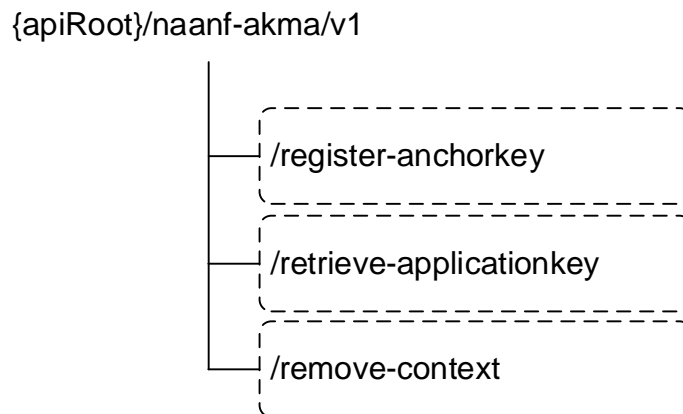 {apiRoot}/naanf-akma/v1
/register-anchorkey
/retrieve-applicationkey
/remove-context